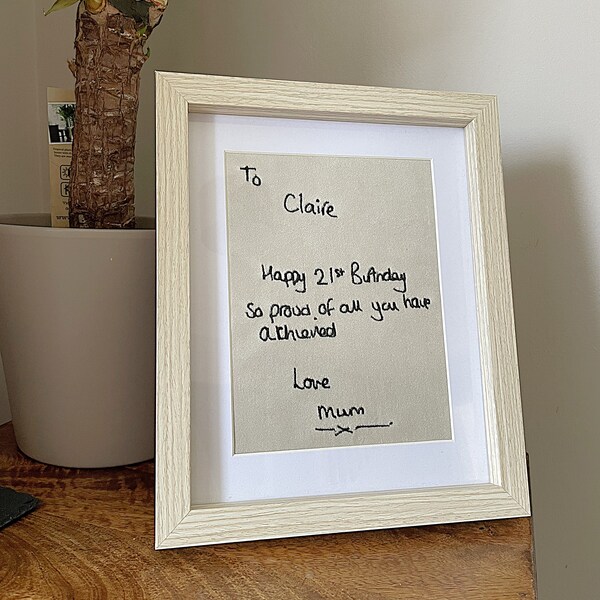 To
Claire
Happy 21st Birthday
So proud of all you have
achieved
Love
mum